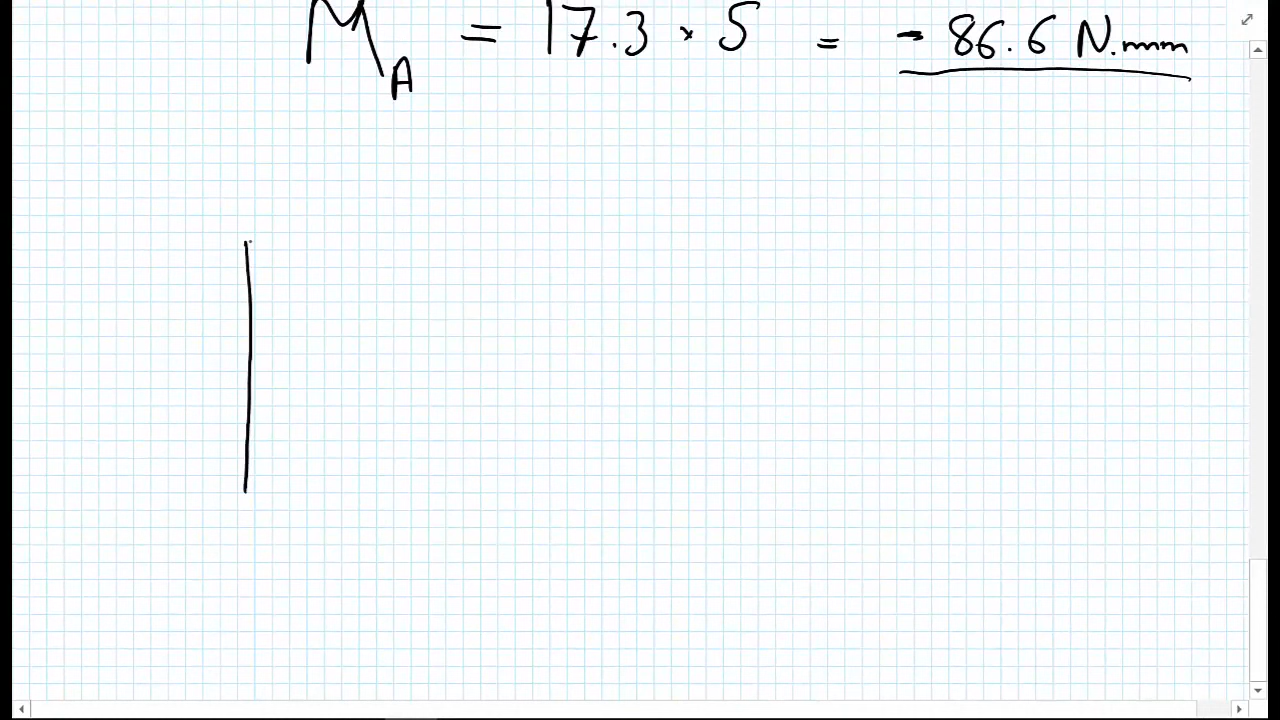 M_A = 17.3 × 5 = - 86.6 N.mm